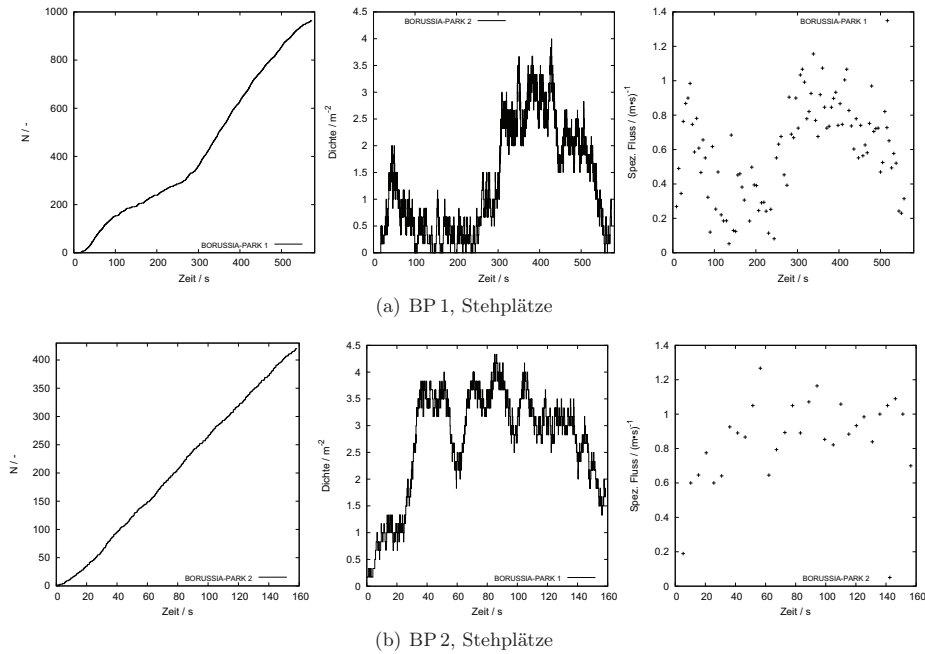 1000
800
600
400
200
0
N / -
BORUSSIA-PARK 1
0 100 200 300 400 500
Zeit / s
4.5
4
3.5
3
2.5
2
1.5
1
0.5
0
Dichte / m⁻²
BORUSSIA-PARK 2
0 100 200 300 400 500
Zeit / s
1.4
1.2
1
0.8
0.6
0.4
0.2
0
Spez. Fluss / (m•s)⁻¹
BORUSSIA-PARK 1
0 100 200 300 400 500
Zeit / s
(a) BP 1, Stehplätze
400
350
300
250
200
150
100
50
0
N / -
BORUSSIA-PARK 2
0 20 40 60 80 100 120 140 160
Zeit / s
4.5
4
3.5
3
2.5
2
1.5
1
0.5
0
Dichte / m⁻²
BORUSSIA-PARK 1
0 20 40 60 80 100 120 140 160
Zeit / s
1.4
1.2
1
0.8
0.6
0.4
0.2
0
Spez. Fluss / (m•s)⁻¹
BORUSSIA-PARK 2
0 20 40 60 80 100 120 140 160
Zeit / s
(b) BP 2, Stehplätze